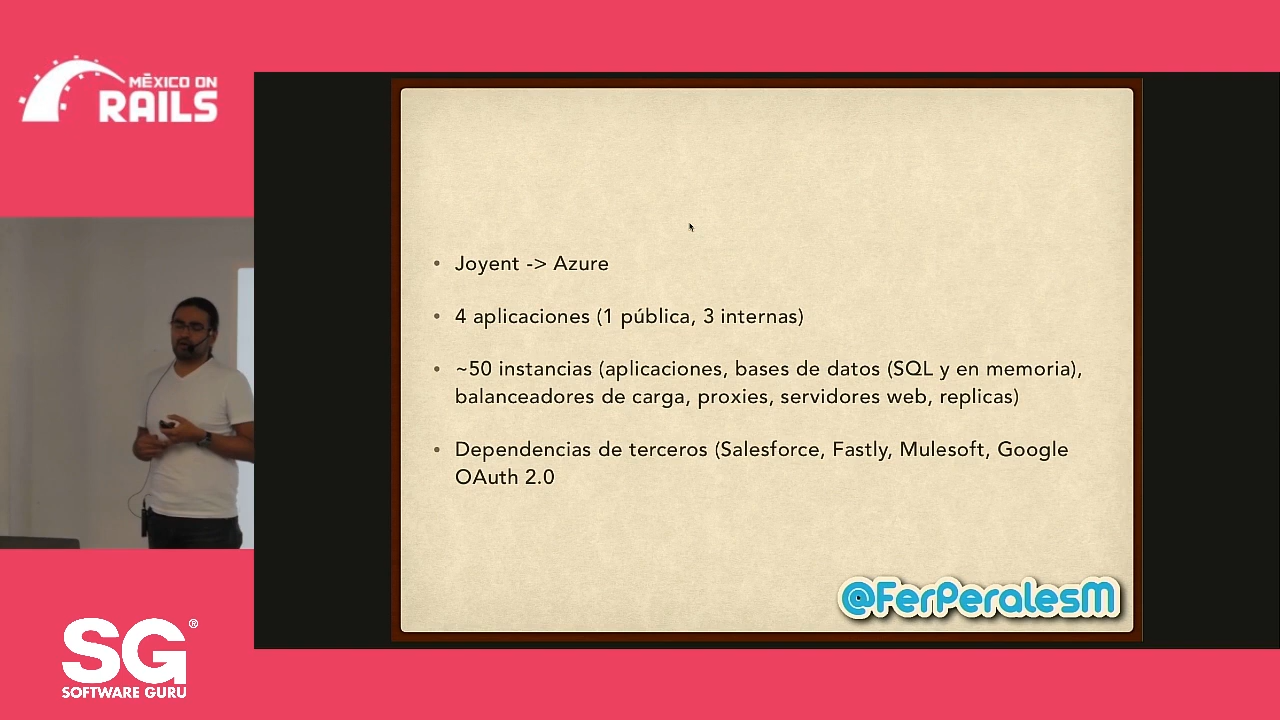 MÉXICO ON
RAILS
• Joyent -> Azure
• 4 aplicaciones (1 pública, 3 internas)
• ~50 instancias (aplicaciones, bases de datos (SQL y en memoria),
balanceadores de carga, proxies, servidores web, replicas)
• Dependencias de terceros (Salesforce, Fastly, Mulesoft, Google
OAuth 2.0
@FerPeralesM
SG®
SOFTWARE GURU